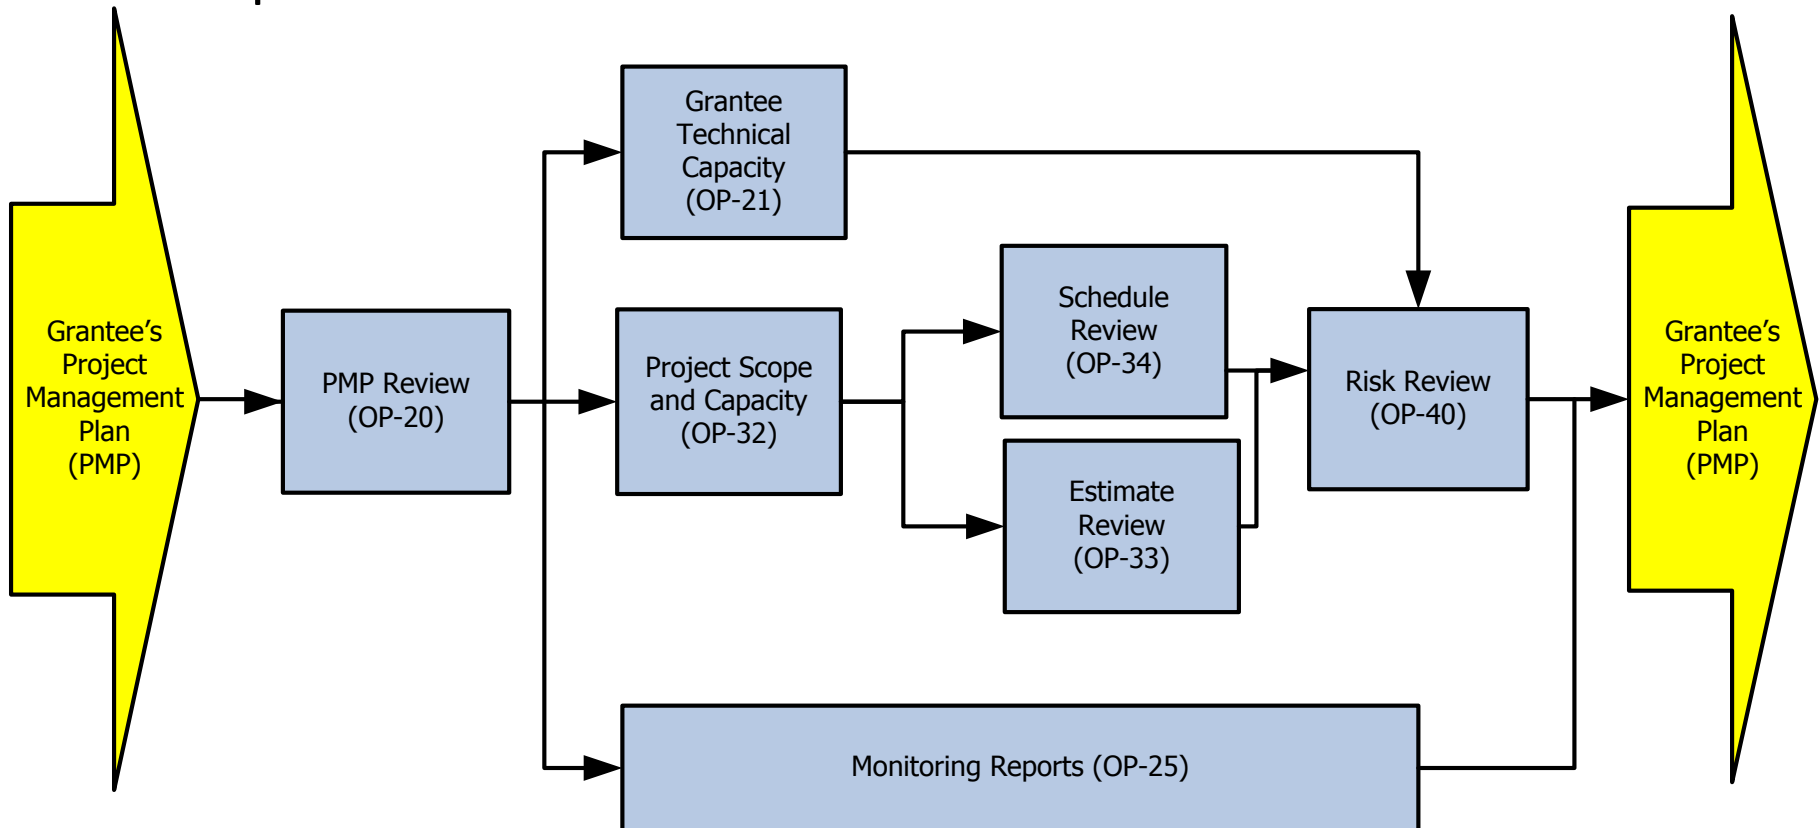 Grantee’s
Project
Management
Plan
(PMP)
PMP Review
(OP-20)
Grantee
Technical
Capacity
(OP-21)
Project Scope
and Capacity
(OP-32)
Schedule
Review
(OP-34)
Estimate
Review
(OP-33)
Risk Review
(OP-40)
Monitoring Reports (OP-25)
Grantee’s
Project
Management
Plan
(PMP)